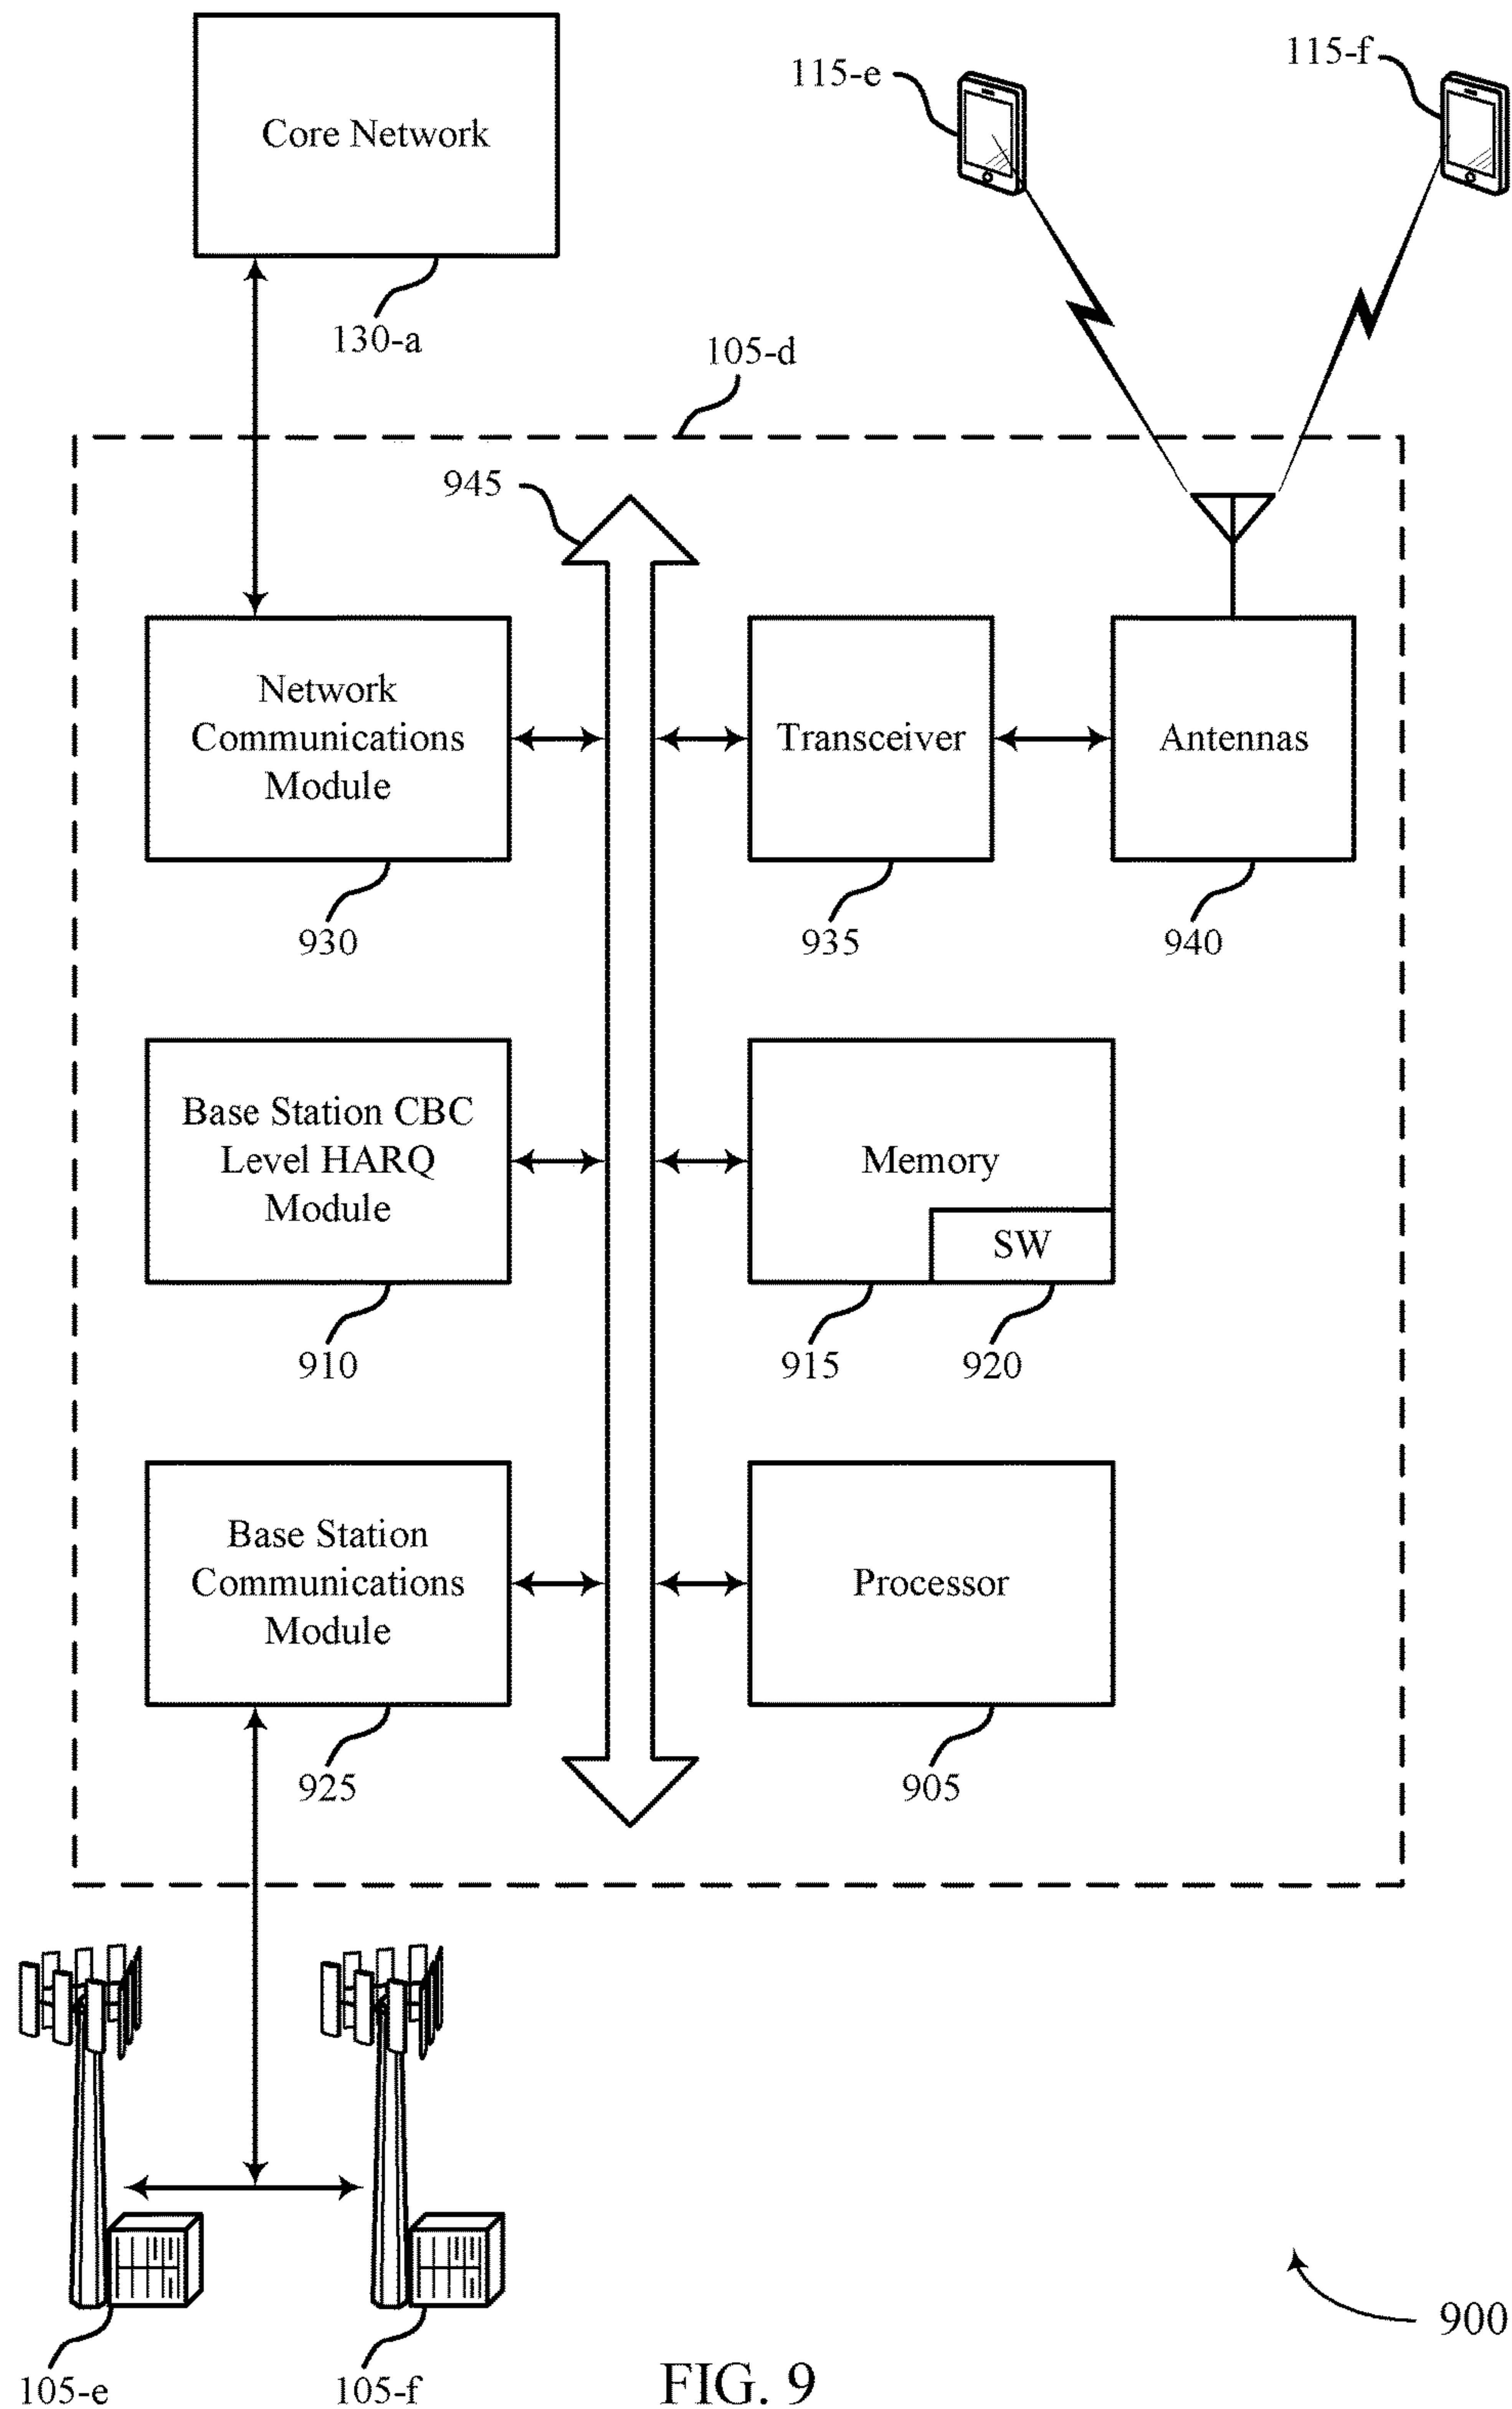 Core Network
130-a
115-e
115-f
105-d
945
Network
Communications
Module
930
Transceiver
935
Antennas
940
Base Station CBC
Level HARQ
Module
910
Memory
SW
915
920
Base Station
Communications
Module
925
Processor
905
105-e
105-f
900
FIG. 9